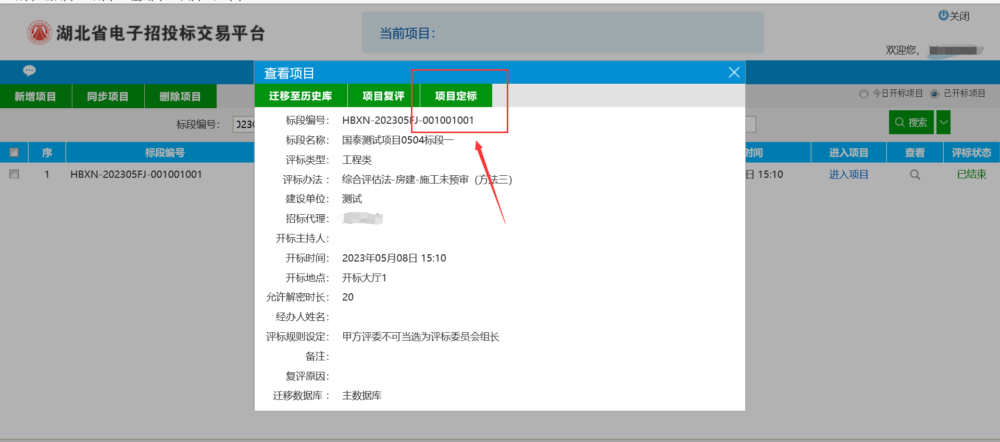 湖北省电子招投标交易平台
当前项目：
关闭
欢迎您，
查看项目
新增项目 同步项目 删除项目
迁移至历史库 项目复评 项目定标
今日开标项目 已开标项目
标段编号：
搜索
序 标段编号 时间 进入项目 查看 评标状态
1 HBXN-202305FJ-001001001 日 15:10 进入项目 已结束
标段编号： HBXN-202305FJ-001001001
标段名称： 国泰测试项目0504标段一
评标类型： 工程类
评标办法： 综合评估法-房建-施工未预审（方法三）
建设单位： 测试
招标代理：
开标主持人：
开标时间： 2023年05月08日 15:10
开标地点： 开标大厅1
允许解密时长： 20
经办人姓名：
评标规则设定： 甲方评委不可当选为评标委员会组长
备注：
复评原因：
迁移数据库： 主数据库